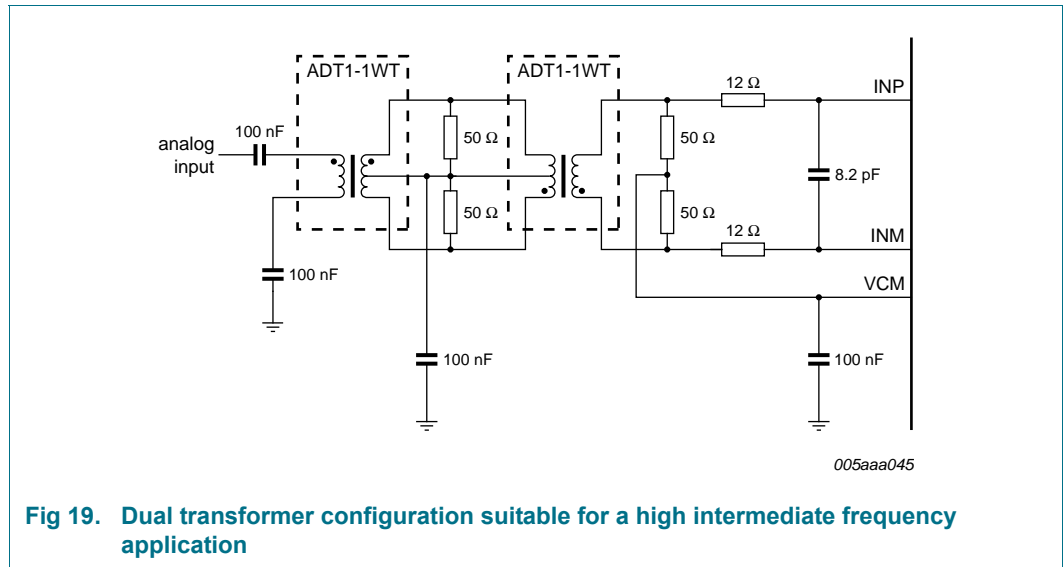 ADT1-1WT
ADT1-1WT
12 Ω
INP
100 nF
analog
input
50 Ω
50 Ω
8.2 pF
50 Ω
50 Ω
12 Ω
INM
VCM
100 nF
100 nF
100 nF
005aaa045
Fig 19. Dual transformer configuration suitable for a high intermediate frequency
application